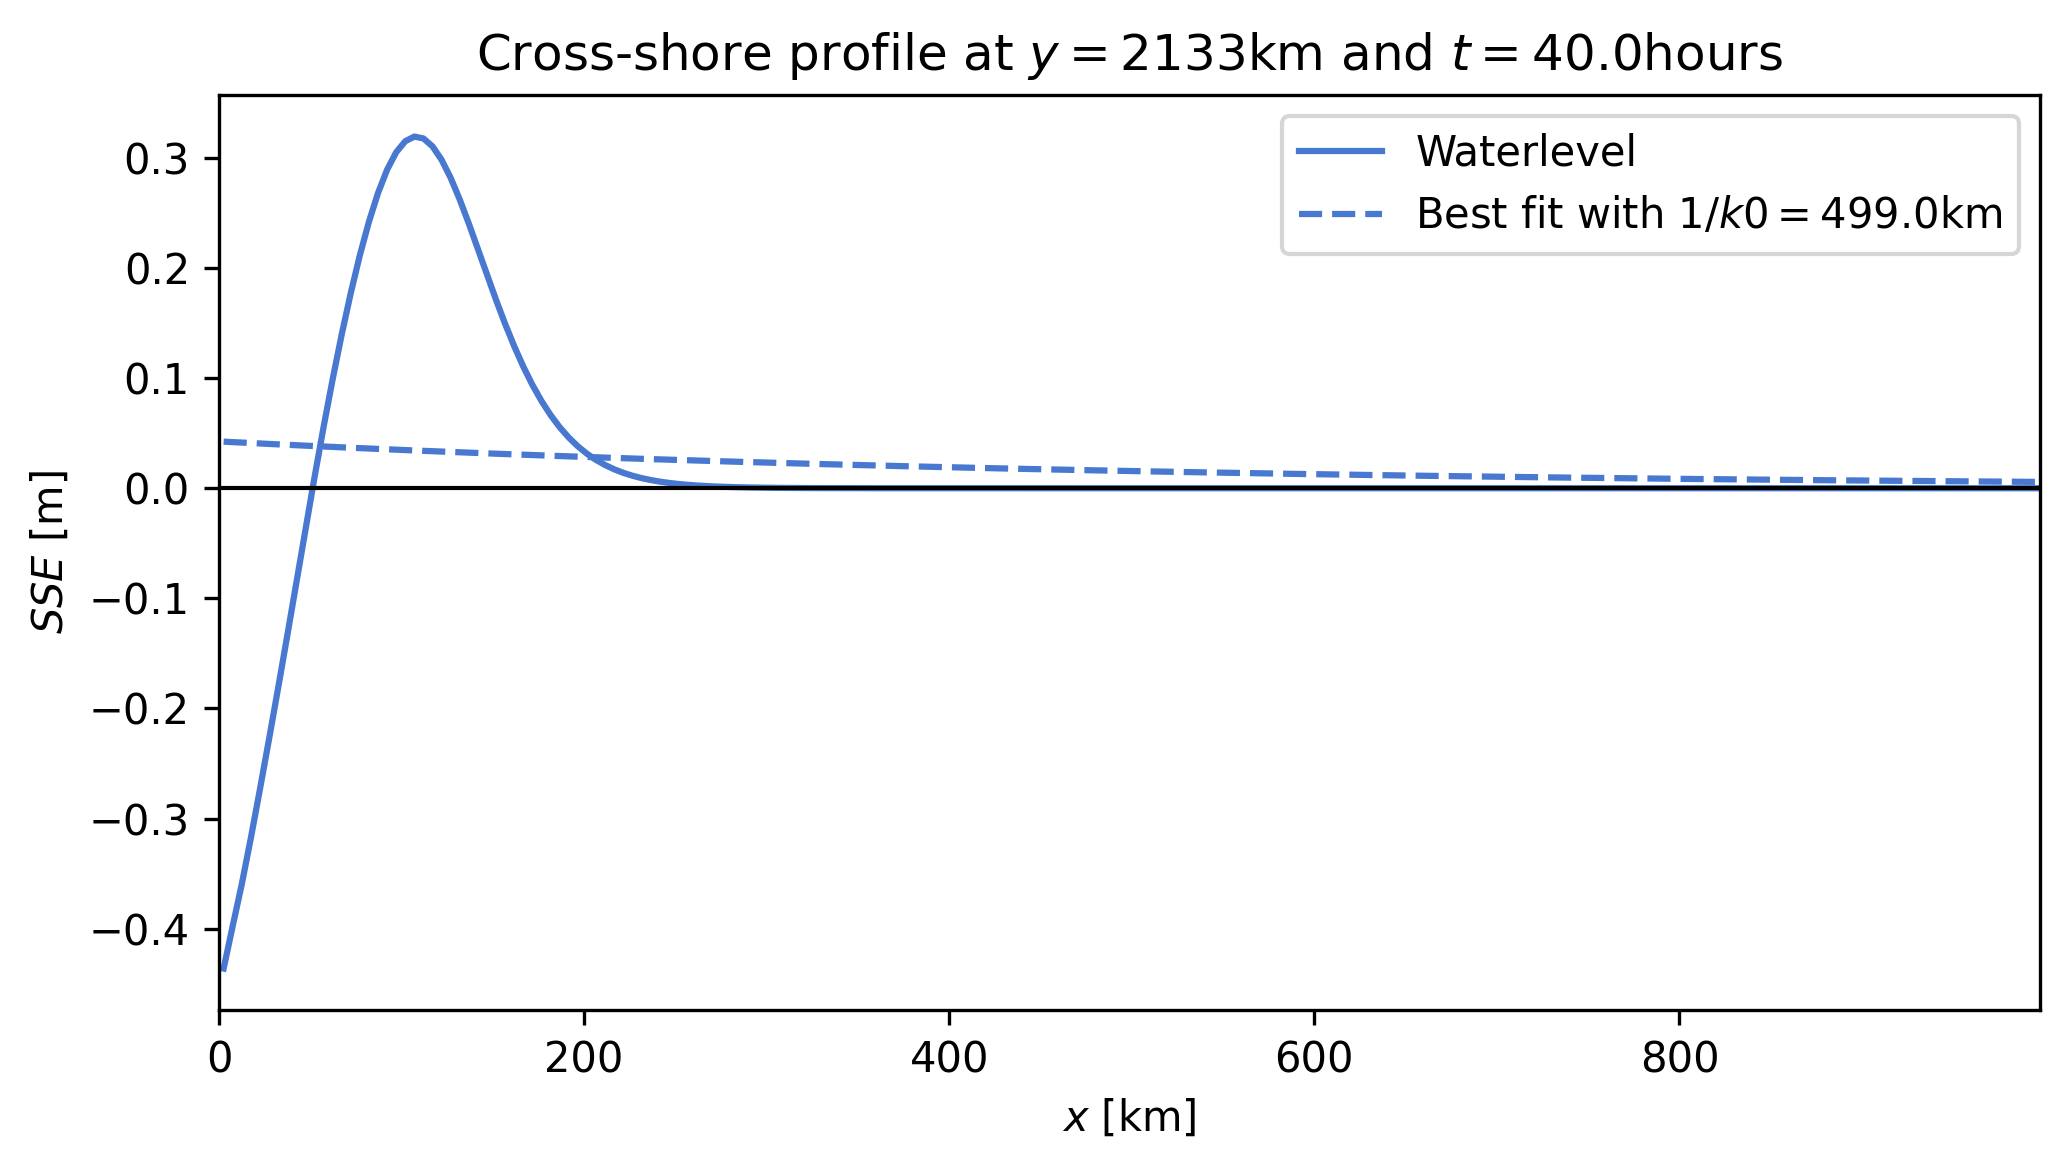 Cross-shore profile at y = 2133km and t = 40.0hours
Waterlevel
Best fit with 1/k0 = 499.0km
0.3
0.2
0.1
0.0
−0.1
−0.2
−0.3
−0.4
SSE [m]
0 200 400 600 800
x [km]